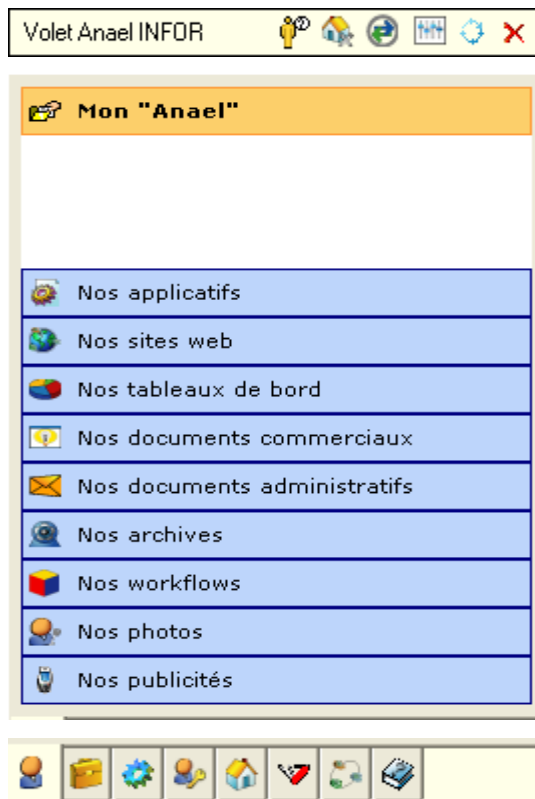 Volet Anael INFOR
Mon "Anael"
Nos applicatifs
Nos sites web
Nos tableaux de bord
Nos documents commerciaux
Nos documents administratifs
Nos archives
Nos workflows
Nos photos
Nos publicités